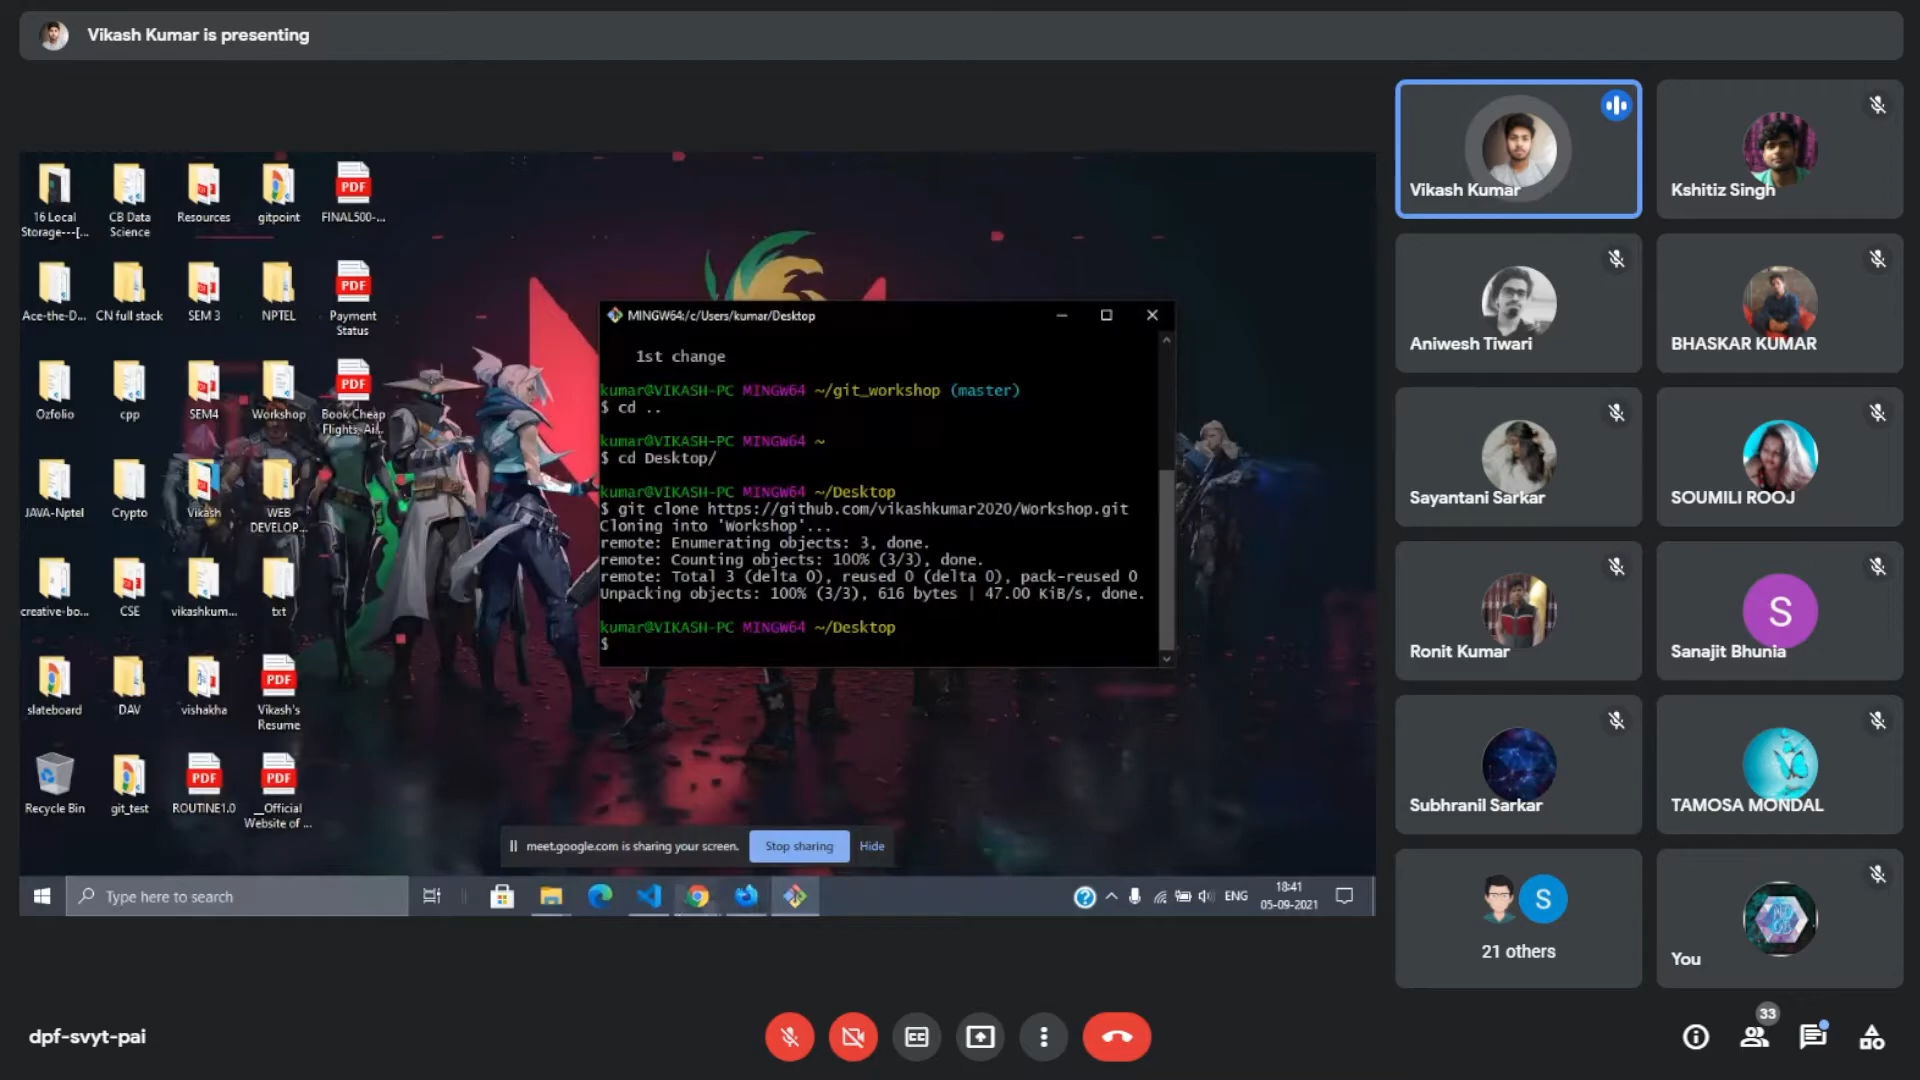 Vikash Kumar is presenting
16 Local Storage---[...
CB Data Science
Resources
gitpoint
FINAL500-...
Ace-the-D...
CN full stack
SEM 3
NPTEL
PDF
Payment Status
Ozfolio
cpp
SEM4
Workshop
PDF
Book Cheap Flights, Ai...
JAVA-Nptel
Crypto
Vikash
WEB DEVELOP...
creative-bo...
CSE
vikashkum...
txt
slateboard
DAV
vishakha
PDF
Vikash's Resume
Recycle Bin
git_test
PDF
ROUTINE1.0
PDF
__Official Website of ...
PDF
MINGW64:/c/Users/kumar/Desktop
1st change
kumar@VIKASH-PC MINGW64 ~/git_workshop (master)
$ cd ..
kumar@VIKASH-PC MINGW64 ~
$ cd Desktop/
kumar@VIKASH-PC MINGW64 ~/Desktop
$ git clone https://github.com/vikashkumar2020/Workshop.git
Cloning into 'Workshop'...
remote: Enumerating objects: 3, done.
remote: Counting objects: 100% (3/3), done.
remote: Total 3 (delta 0), reused 0 (delta 0), pack-reused 0
Unpacking objects: 100% (3/3), 616 bytes | 47.00 KiB/s, done.
kumar@VIKASH-PC MINGW64 ~/Desktop
$
meet.google.com is sharing your screen.
Stop sharing
Hide
Type here to search
ENG
18:41
05-09-2021
Vikash Kumar
Kshitiz Singh
Aniwesh Tiwari
BHASKAR KUMAR
Sayantani Sarkar
SOUMILI ROOJ
Ronit Kumar
S
Sanajit Bhunia
Subhranil Sarkar
TAMOSA MONDAL
S
21 others
You
dpf-svyt-pai
CC
33